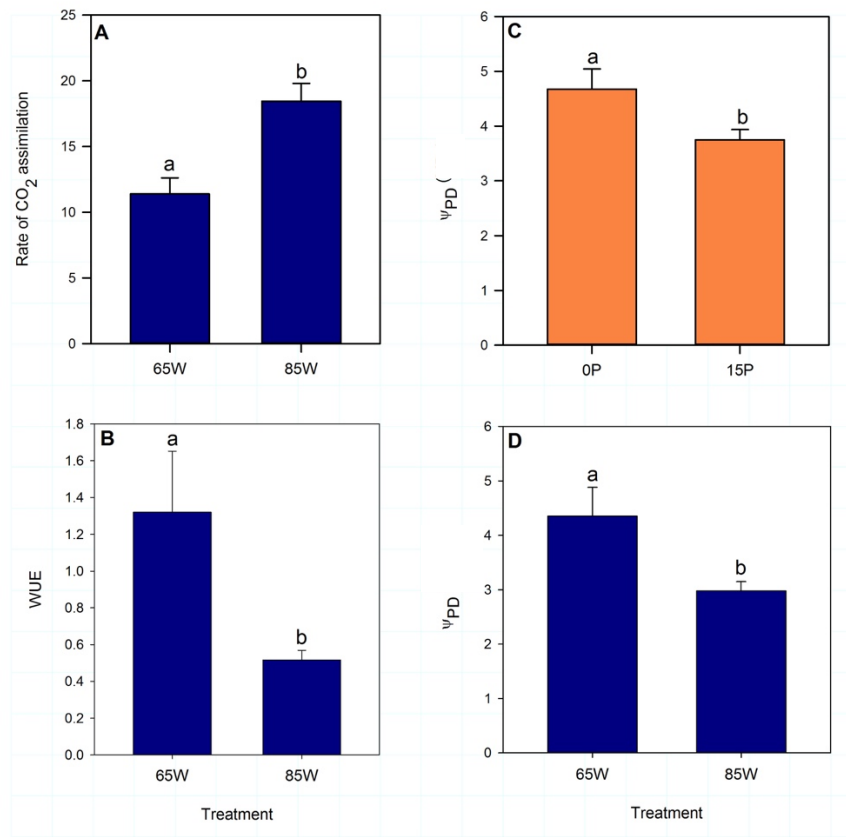 A
25
20
15
10
5
0
Rate of CO2 assimilation
a
b
65W
85W
C
6
5
4
3
2
1
0
ΨPD (
a
b
0P
15P
B
1.8
1.6
1.4
1.2
1.0
0.8
0.6
0.4
0.2
0.0
WUE
a
b
65W
85W
Treatment
D
6
5
4
3
2
1
0
ΨPD
a
b
65W
85W
Treatment